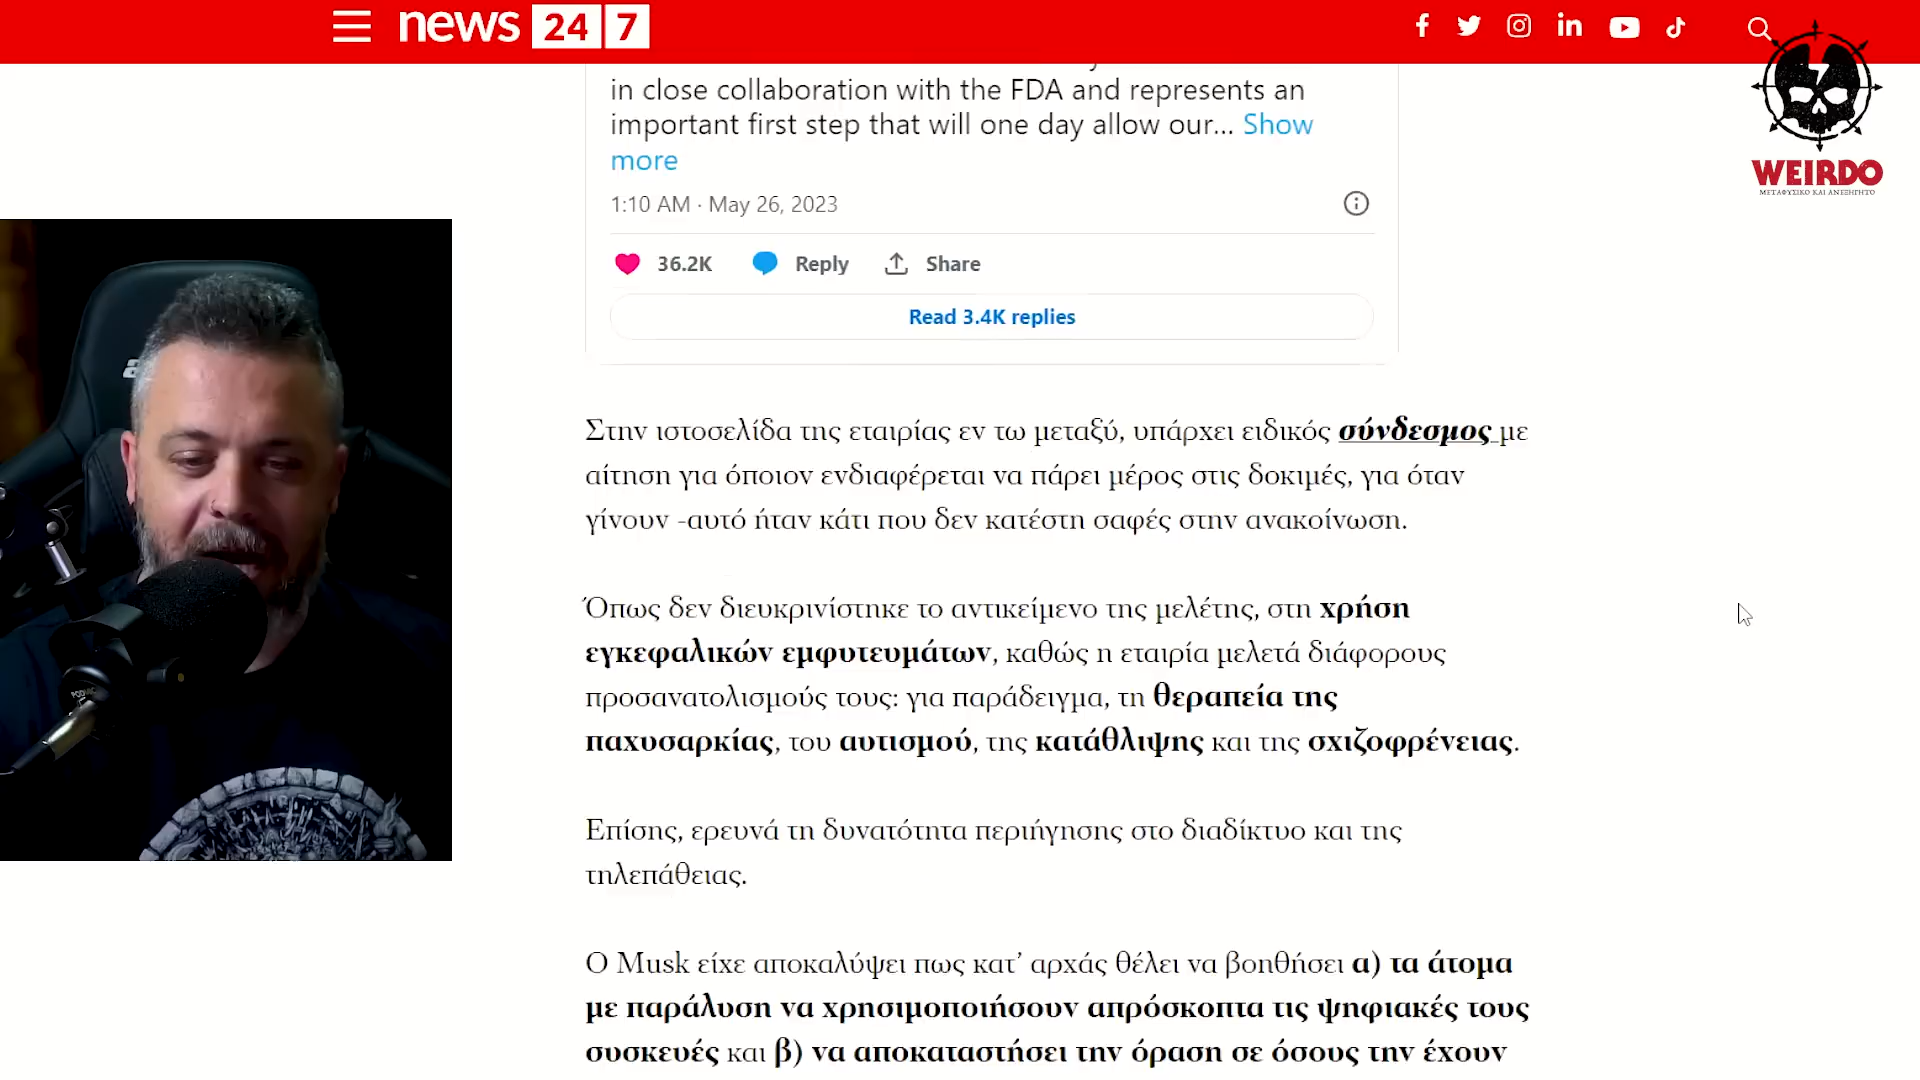 news 24 7
WEIRDO
ΜΕΤΑΦΥΣΙΚΟ ΚΑΙ ΑΝΕΞΗΓΗΤΟ
in close collaboration with the FDA and represents an
important first step that will one day allow our... Show
more
1:10 AM · May 26, 2023
36.2K Reply Share
Read 3.4K replies
Στην ιστοσελίδα της εταιρίας εν τω μεταξύ, υπάρχει ειδικός σύνδεσμος με
αίτηση για όποιον ενδιαφέρεται να πάρει μέρος στις δοκιμές, για όταν
γίνουν -αυτό ήταν κάτι που δεν κατέστη σαφές στην ανακοίνωση.
Όπως δεν διευκρινίστηκε το αντικείμενο της μελέτης, στη χρήση
εγκεφαλικών εμφυτευμάτων, καθώς η εταιρία μελετά διάφορους
προσανατολισμούς τους: για παράδειγμα, τη θεραπεία της
παχυσαρκίας, του αυτισμού, της κατάθλιψης και της σχιζοφρένειας.
Επίσης, ερευνά τη δυνατότητα περιήγησης στο διαδίκτυο και της
τηλεπάθειας.
Ο Musk είχε αποκαλύψει πως κατ’ αρχάς θέλει να βοηθήσει α) τα άτομα
με παράλυση να χρησιμοποιήσουν απρόσκοπτα τις ψηφιακές τους
συσκευές και β) να αποκαταστήσει την όραση σε όσους την έχουν